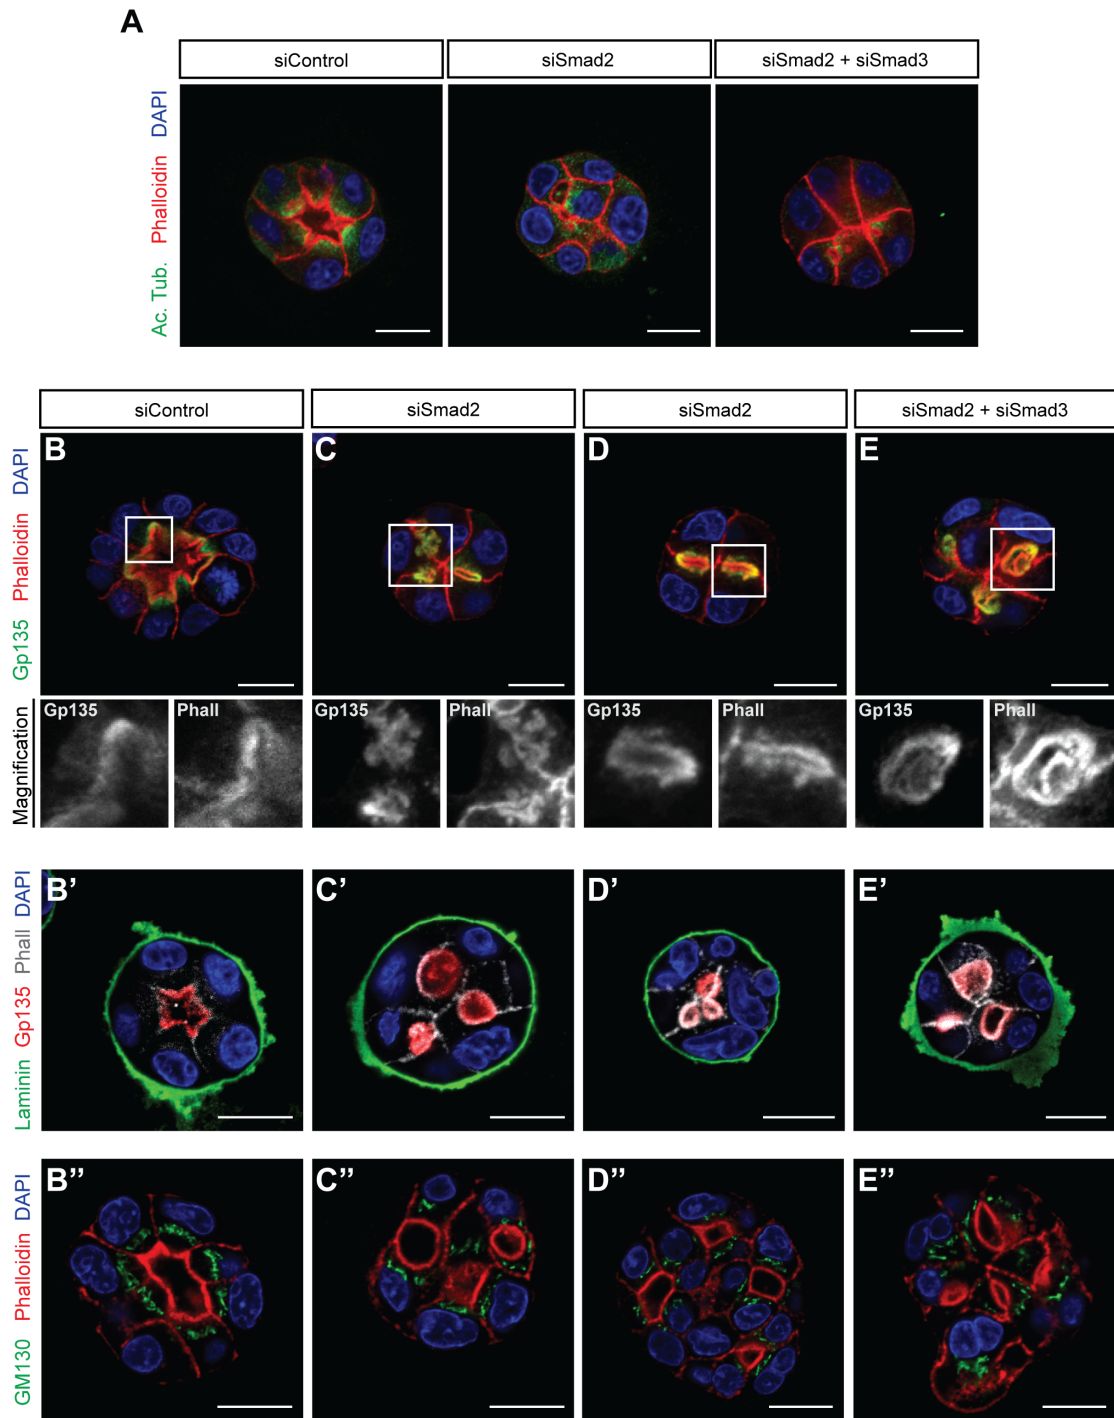 A
siControl
siSmad2
siSmad2 + siSmad3
Ac. Tub. Phalloidin DAPI
siControl
siSmad2
siSmad2
siSmad2 + siSmad3
Gp135 Phalloidin DAPI
B
C
D
E
Magnification
Gp135
Phall
Gp135
Phall
Gp135
Phall
Gp135
Phall
Laminin Gp135 Phall DAPI
B’
C’
D’
E’
GM130 Phalloidin DAPI
B’’
C’’
D’’
E’’